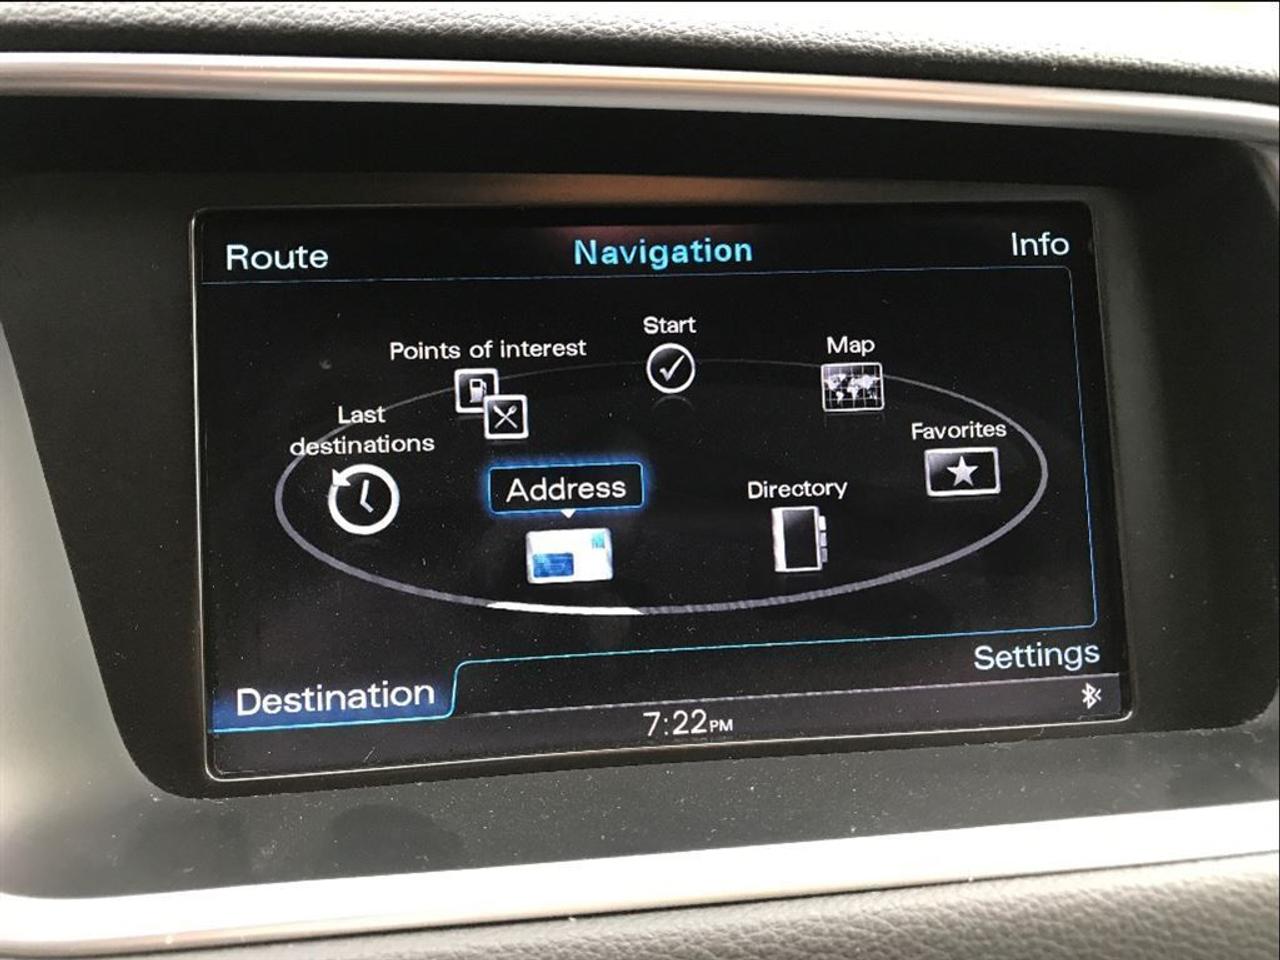 Route
Navigation
Info
Start
Points of interest
Map
Last
destinations
Favorites
Address
Directory
Settings
Destination
7:22PM